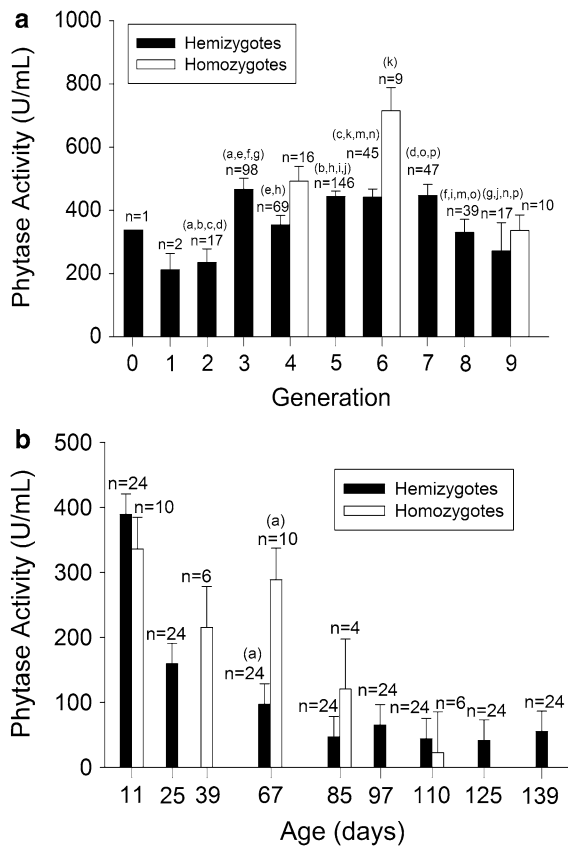 a
Phytase Activity (U/mL)
1000
800
600
400
200
0
Hemizygotes
Homozygotes
n=1
n=2
(a,b,c,d)
n=17
(a,e,f,g)
n=98
(e,h)
n=69
n=16
(b,h,i,j)
n=146
(c,k,m,n)
n=45
(k)
n=9
(d,o,p)
n=47
(f,i,m,o)
n=39
(g,j,n,p)
n=17
n=10
0 1 2 3 4 5 6 7 8 9
Generation
b
Phytase Activity (U/mL)
500
400
300
200
100
0
Hemizygotes
Homozygotes
n=24
n=10
n=24
n=6
(a)
n=24
(a)
n=10
n=24
n=4
n=24
n=24
n=6
n=24
n=24
11 25 39 67 85 97 110 125 139
Age (days)